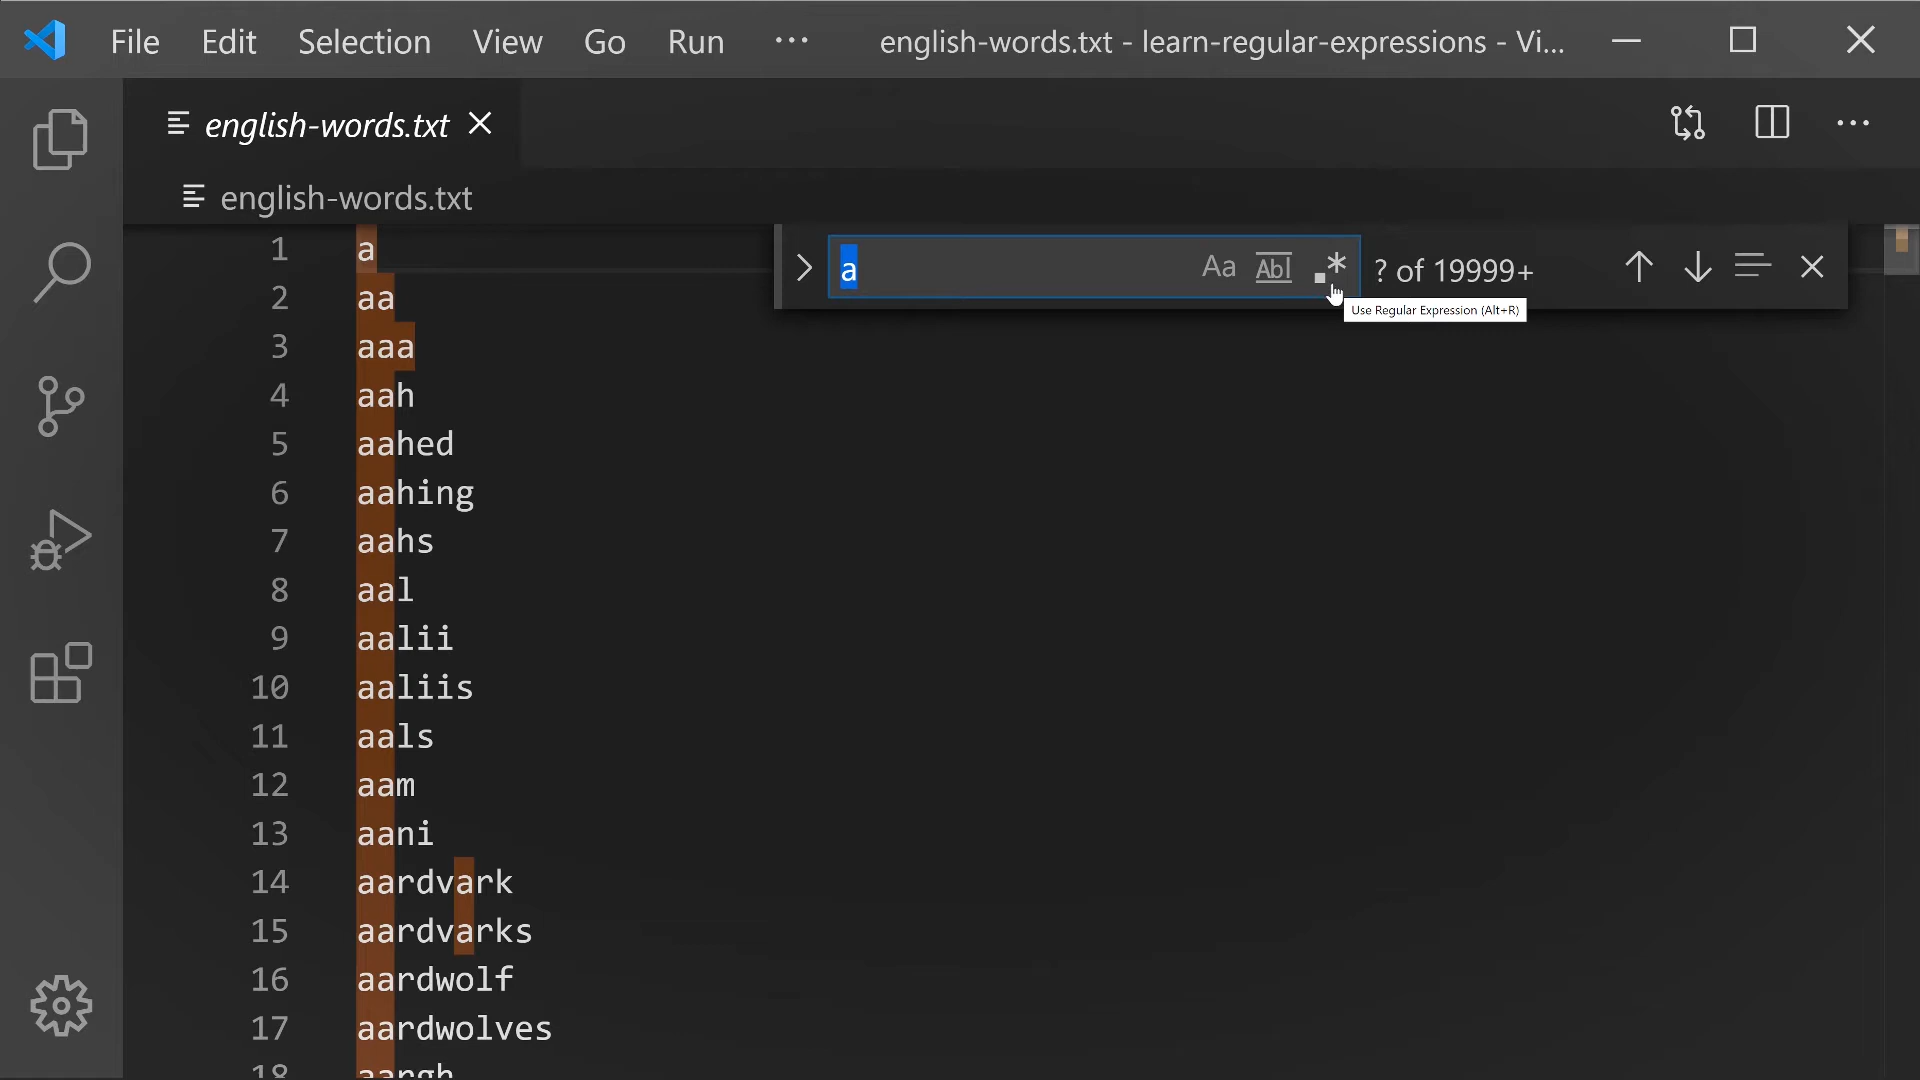 File Edit Selection View Go Run ··· english-words.txt - learn-regular-expressions - Vi...
english-words.txt
english-words.txt
a Aa Abl .* ? of 19999+
Use Regular Expression (Alt+R)
1 a
2 aa
3 aaa
4 aah
5 aahed
6 aahing
7 aahs
8 aal
9 aalii
10 aaliis
11 aals
12 aam
13 aani
14 aardvark
15 aardvarks
16 aardwolf
17 aardwolves
18 aargh